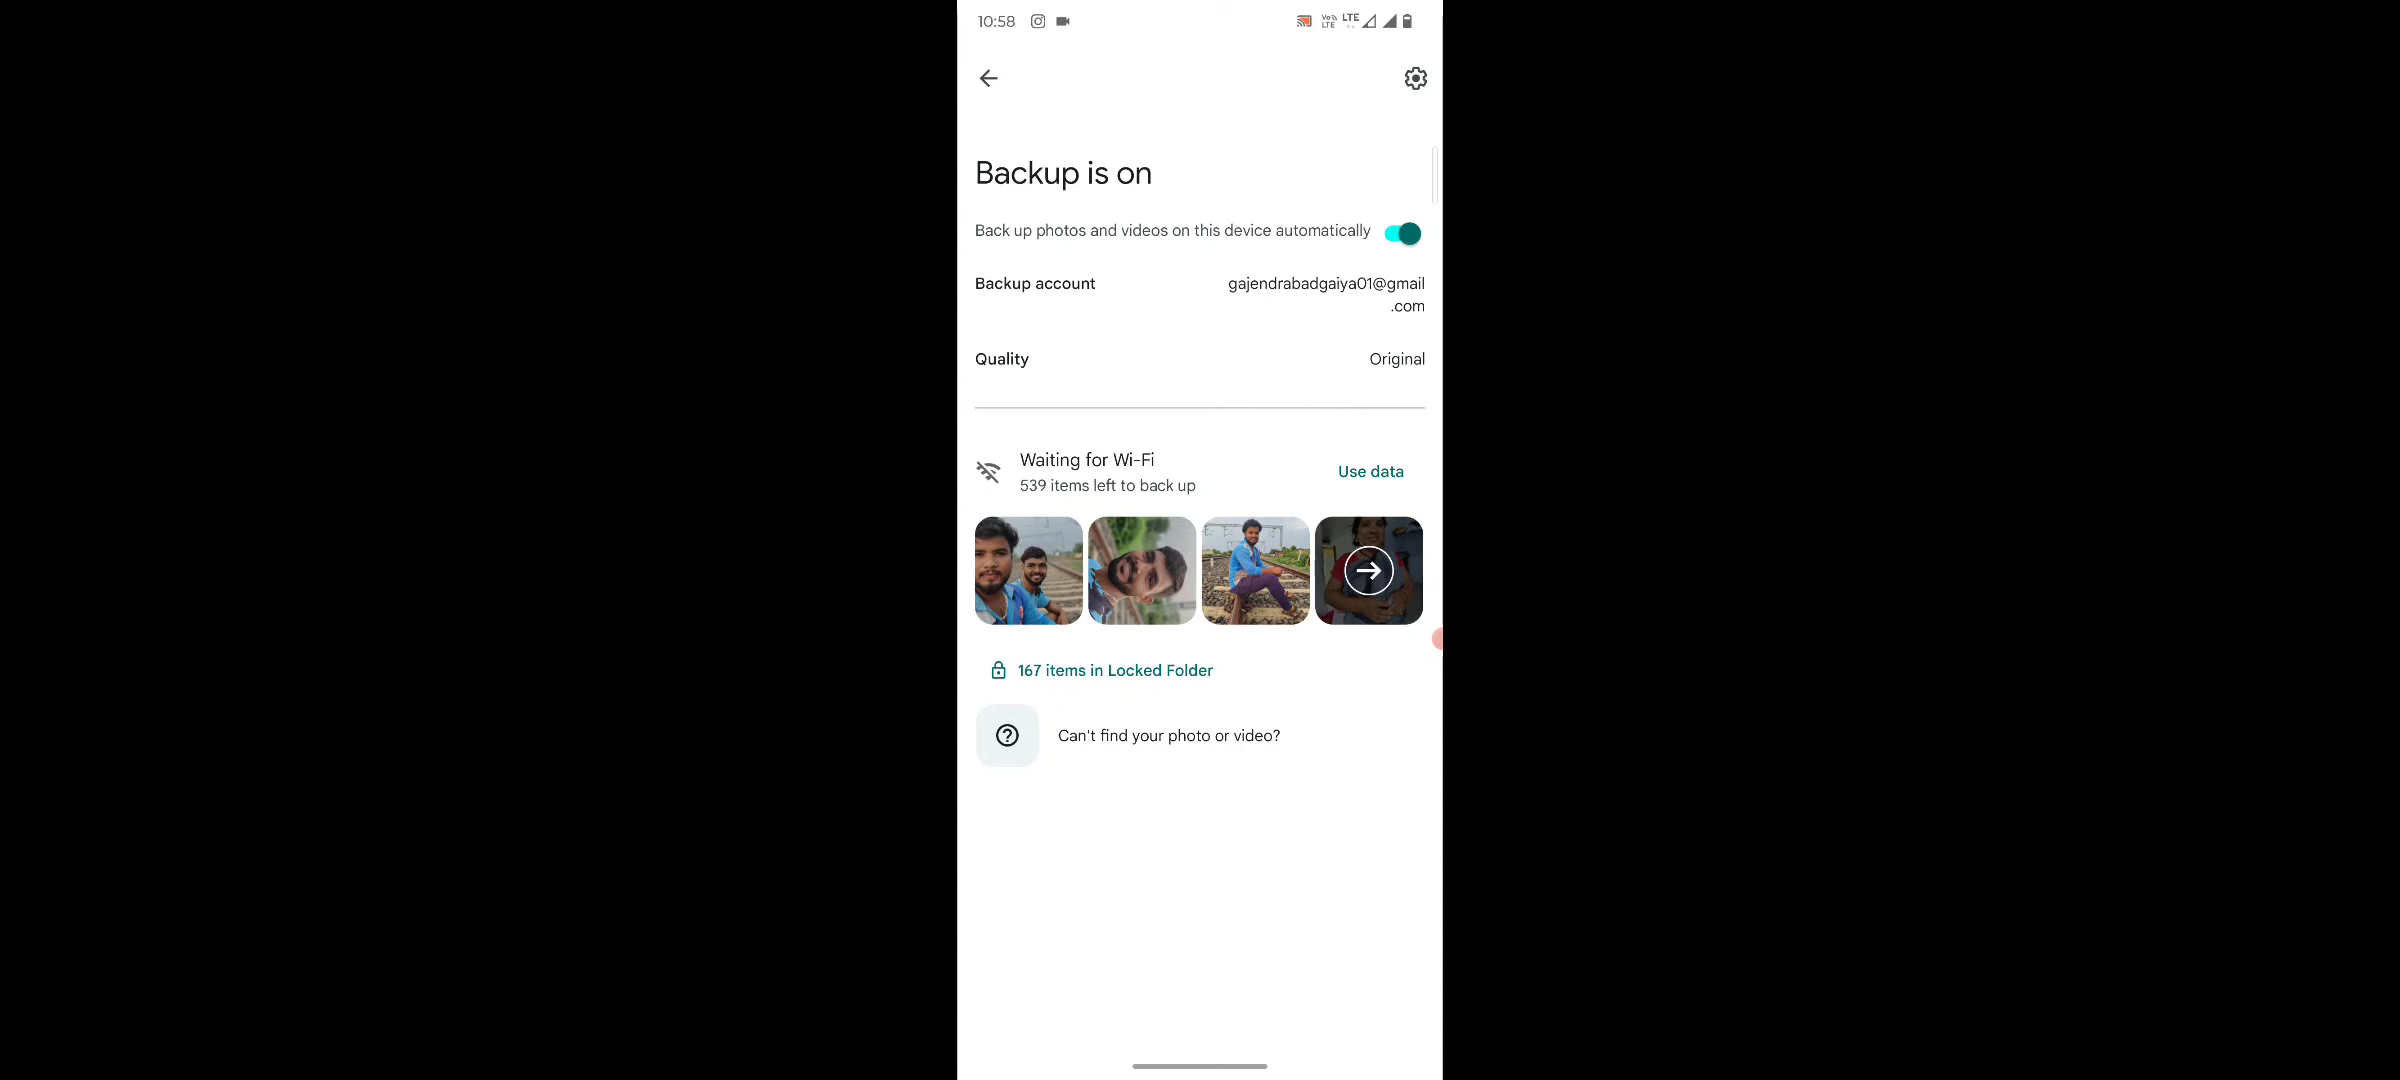 10:58
Vo LTE LTE
Backup is on
Back up photos and videos on this device automatically
Backup account gajendrabadgaiya01@gmail
.com
Quality Original
Waiting for Wi-Fi
539 items left to back up
Use data
167 items in Locked Folder
Can't find your photo or video?